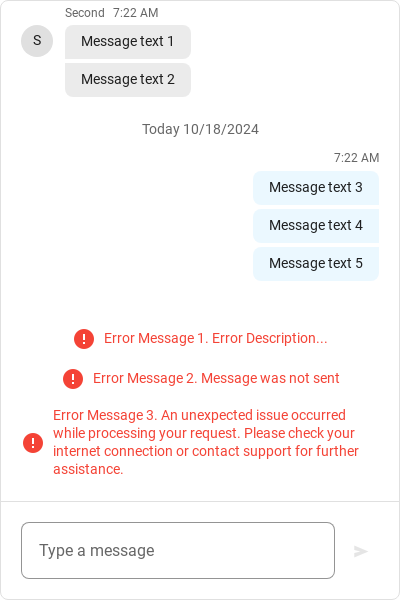 Second 7:22 AM
S
Message text 1
Message text 2
Today 10/18/2024
7:22 AM
Message text 3
Message text 4
Message text 5
Error Message 1. Error Description...
Error Message 2. Message was not sent
Error Message 3. An unexpected issue occurred
while processing your request. Please check your
internet connection or contact support for further
assistance.
Type a message